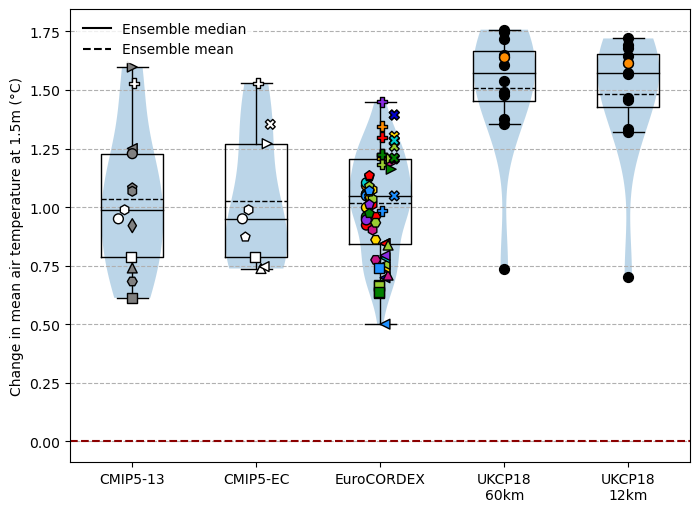 Ensemble median
Ensemble mean
Change in mean air temperature at 1.5m (°C)
1.75
1.50
1.25
1.00
0.75
0.50
0.25
0.00
CMIP5-13
CMIP5-EC
EuroCORDEX
UKCP18
60km
UKCP18
12km